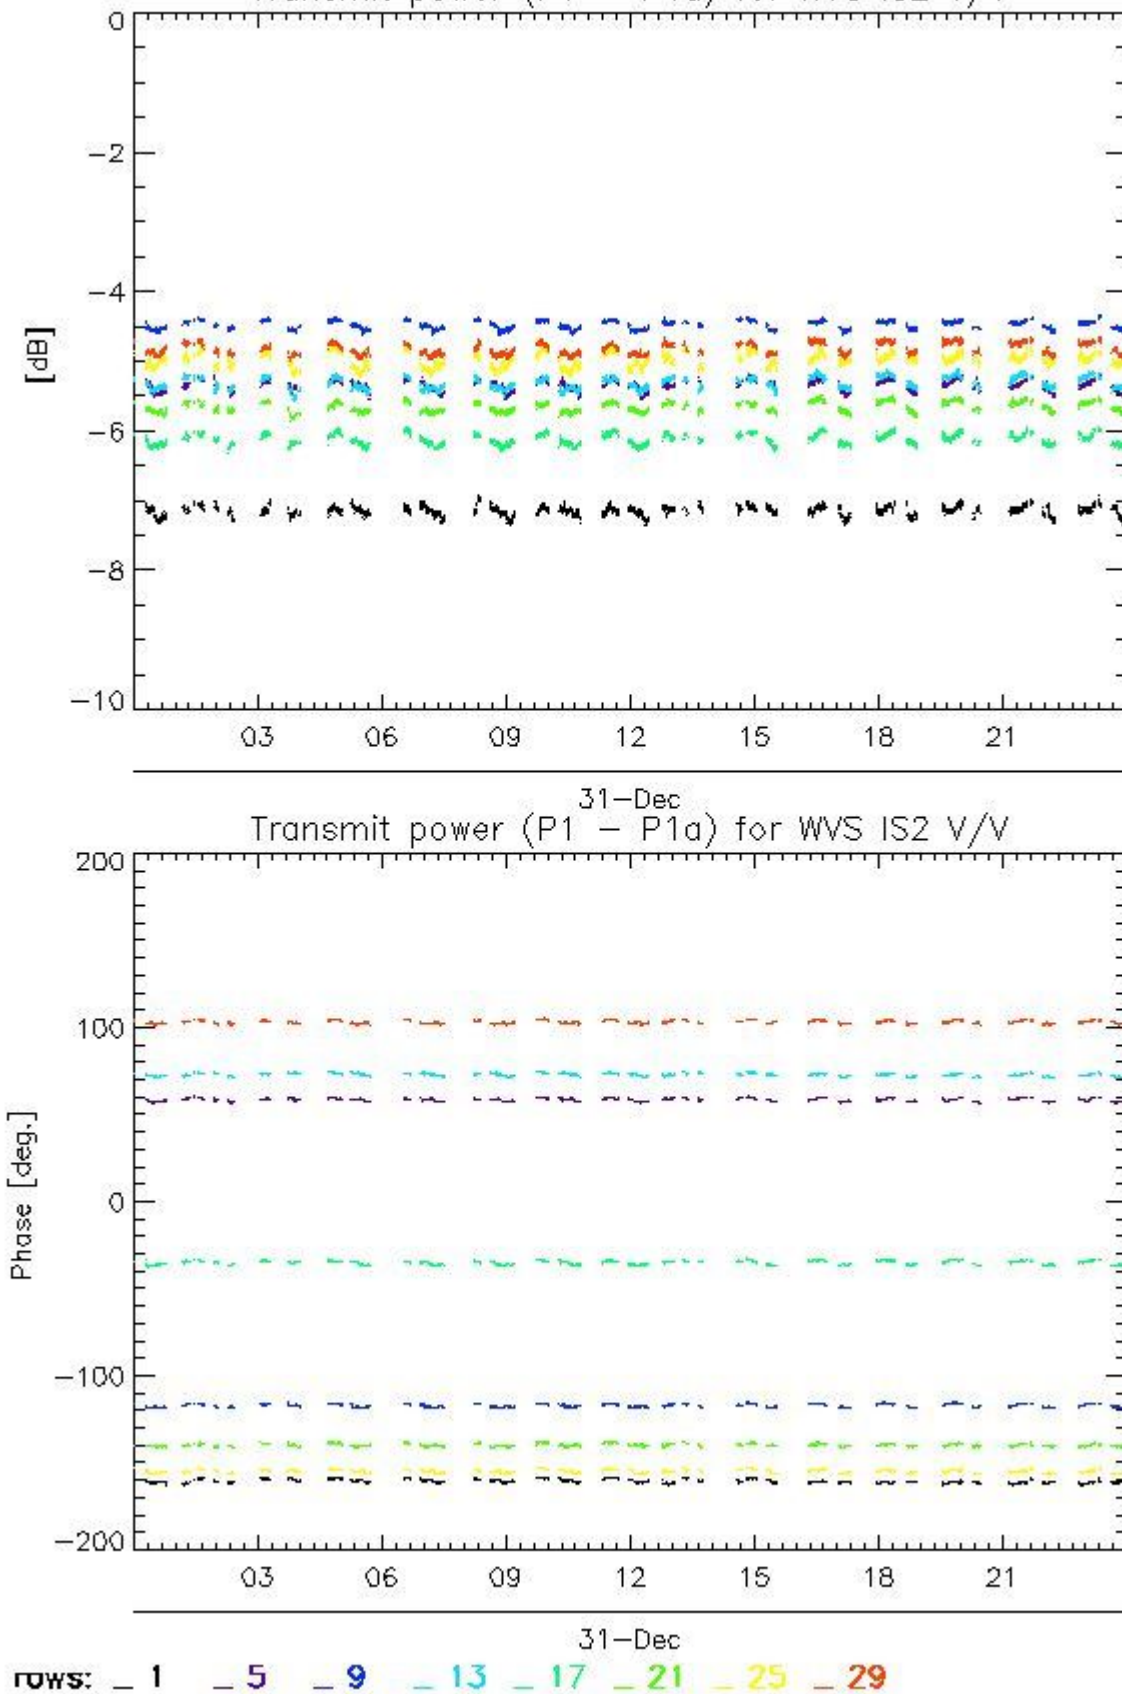 0
−2
−4
[dB]
−6
−8
−10
03 06 09 12 15 18 21
31−Dec
Transmit power (P1 − P1a) for WVS IS2 V/V
200
100
Phase [deg.]
0
−100
−200
03 06 09 12 15 18 21
31−Dec
rows: _ 1 _ 5 _ 9 _ 13 _ 17 _ 21 _ 25 _ 29